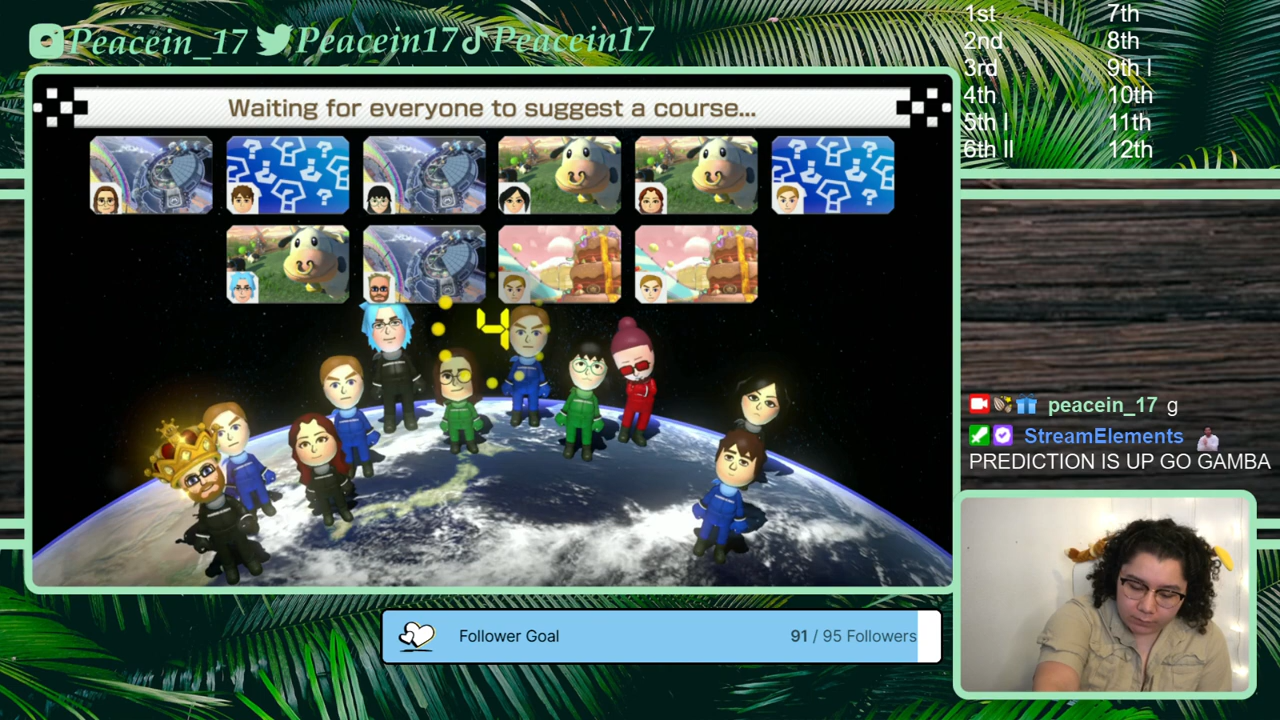 Peacein_17 Peacein17 Peacein17
1st 7th
2nd 8th
3rd 9th I
4th 10th
5th I 11th
6th II 12th
Waiting for everyone to suggest a course...
4
peacein_17 g
StreamElements
PREDICTION IS UP GO GAMBA
Follower Goal 91 / 95 Followers